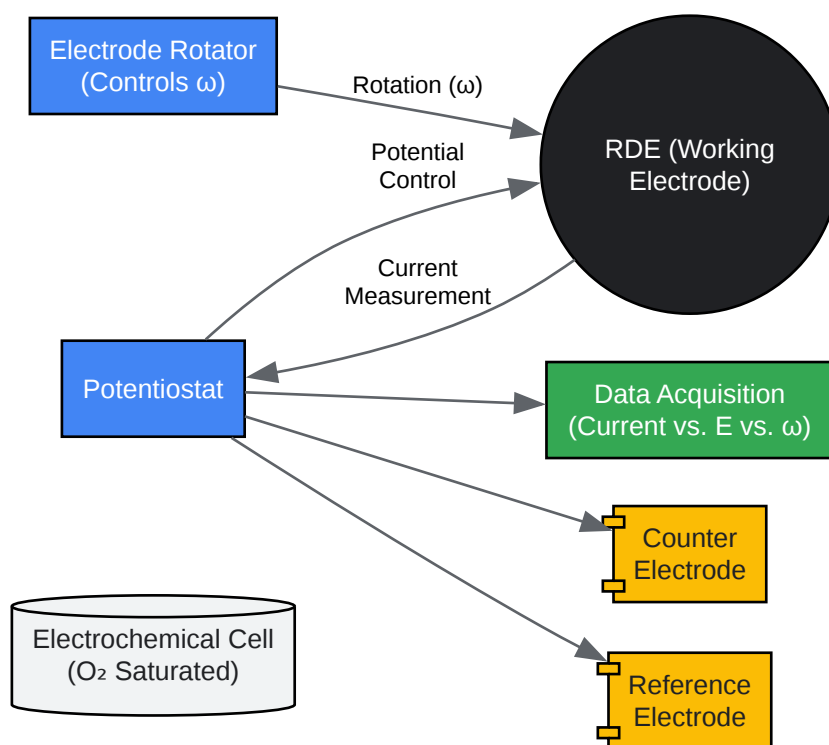 Electrode Rotator
(Controls ω)
Rotation (ω)
RDE (Working
Electrode)
Potential
Control
Current
Measurement
Potentiostat
Data Acquisition
(Current vs. E vs. ω)
Counter
Electrode
Electrochemical Cell
(O₂ Saturated)
Reference
Electrode